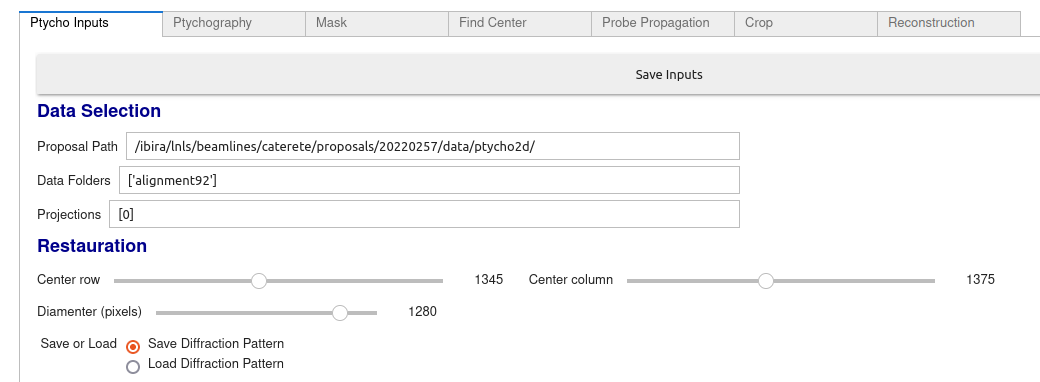 Ptycho Inputs Ptychography Mask Find Center Probe Propagation Crop Reconstruction
Save Inputs
Data Selection
Proposal Path /ibira/lnls/beamlines/caterete/proposals/20220257/data/ptycho2d/
Data Folders ['alignment92']
Projections [0]
Restauration
Center row 1345 Center column 1375
Diamenter (pixels) 1280
Save or Load Save Diffraction Pattern
Load Diffraction Pattern